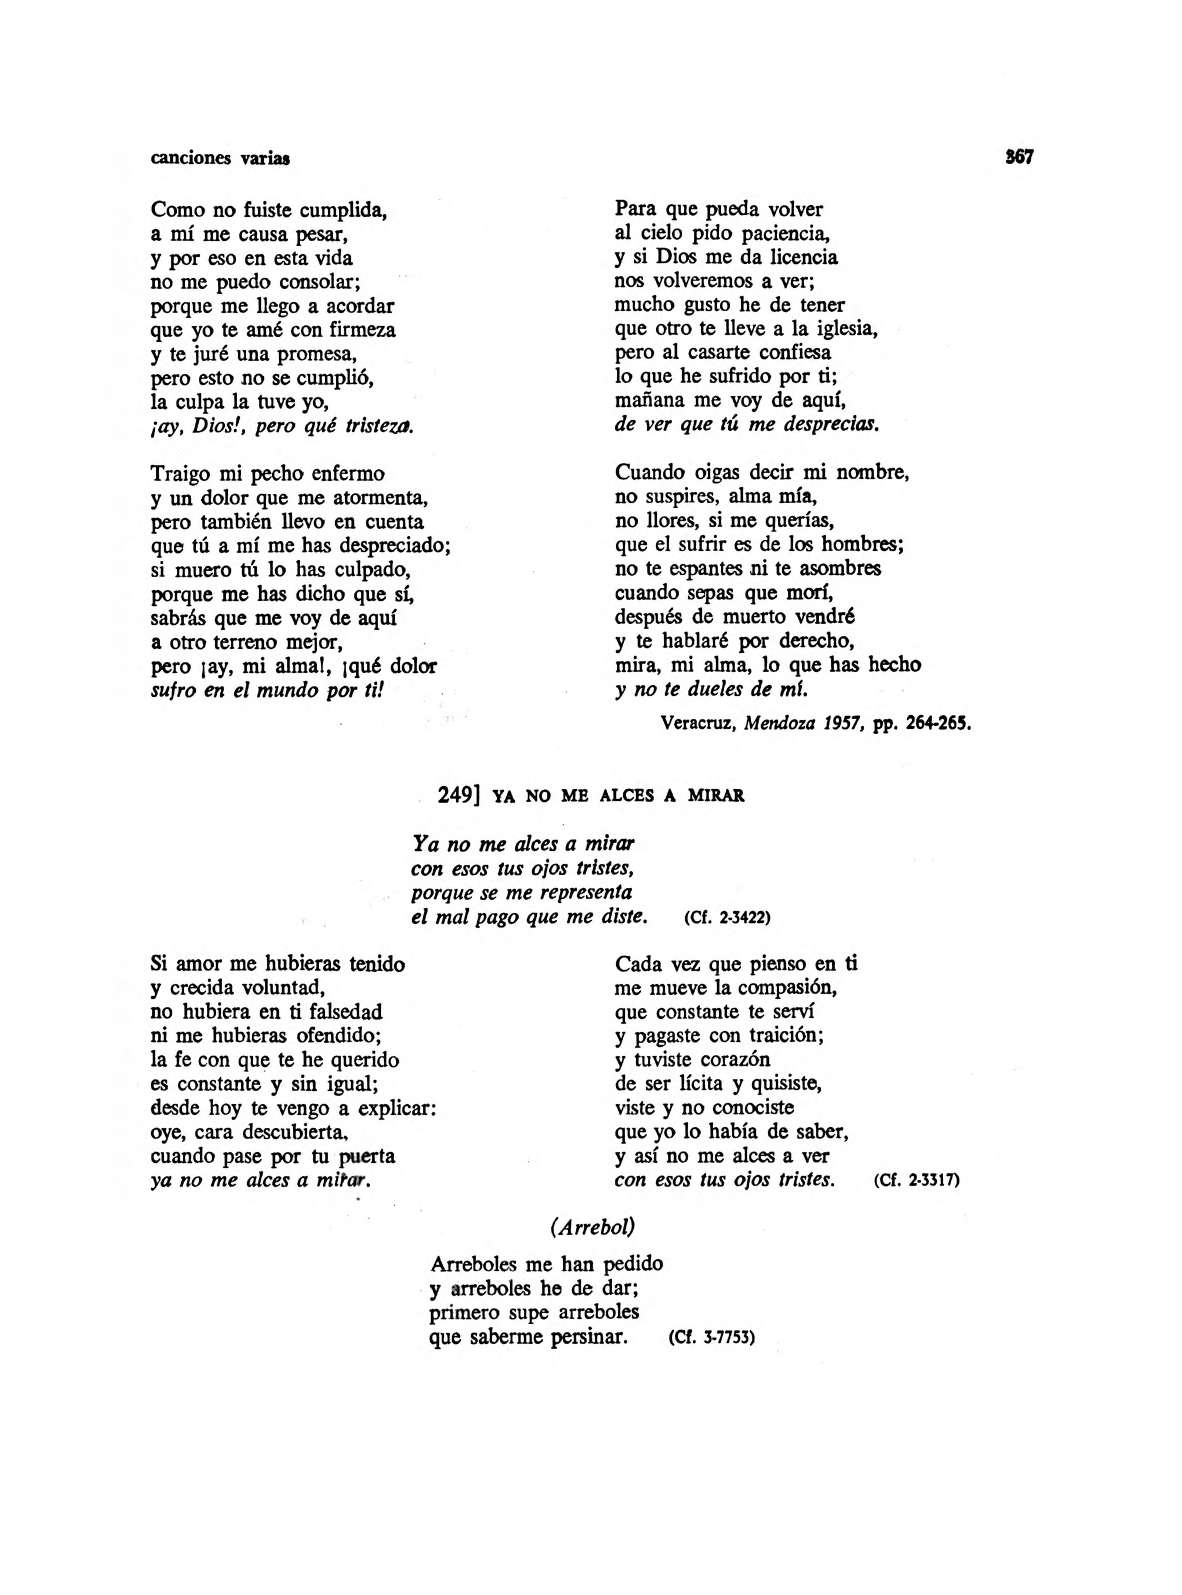 canciones varias 367
Como no fuiste cumplida,
a mí me causa pesar,
y por eso en esta vida
no me puedo consolar;
porque me llego a acordar
que yo te amé con firmeza
y te juré una promesa,
pero esto no se cumplió,
la culpa la tuve yo,
¡ay, Dios!, pero qué tristeza.
Traigo mi pecho enfermo
y un dolor que me atormenta,
pero también llevo en cuenta
que tú a mí me has despreciado;
si muero tú lo has culpado,
porque me has dicho que sí,
sabrás que me voy de aquí
a otro terreno mejor,
pero ¡ay, mi alma!, ¡qué dolor
sufro en el mundo por ti!
Para que pueda volver
al cielo pido paciencia,
y si Dios me da licencia
nos volveremos a ver;
mucho gusto he de tener
que otro te lleve a la iglesia,
pero al casarte confiesa
lo que he sufrido por ti;
mañana me voy de aquí,
de ver que tú me desprecias.
Cuando oigas decir mi nombre,
no suspires, alma mía,
no llores, si me querías,
que el sufrir es de los hombres;
no te espantes ni te asombres
cuando sepas que morí,
después de muerto vendré
y te hablaré por derecho,
mira, mi alma, lo que has hecho
y no te dueles de mí.
Veracruz, Mendoza 1957, pp. 264-265.
249] YA NO ME ALCES A MIRAR
Ya no me alces a mirar
con esos tus ojos tristes,
porque se me representa
el mal pago que me diste. (Cf. 2-3422)
Si amor me hubieras tenido
y crecida voluntad,
no hubiera en ti falsedad
ni me hubieras ofendido;
la fe con que te he querido
es constante y sin igual;
desde hoy te vengo a explicar:
oye, cara descubierta,
cuando pase por tu puerta
ya no me alces a mirar.
Cada vez que pienso en ti
me mueve la compasión,
que constante te serví
y pagaste con traición;
y tuviste corazón
de ser lícita y quisiste,
viste y no conociste
que yo lo había de saber,
y así no me alces a ver
con esos tus ojos tristes. (Cf. 2-3317)
(Arrebol)
Arreboles me han pedido
y arreboles he de dar;
primero supe arreboles
que saberme persinar. (Cf. 3-7753)